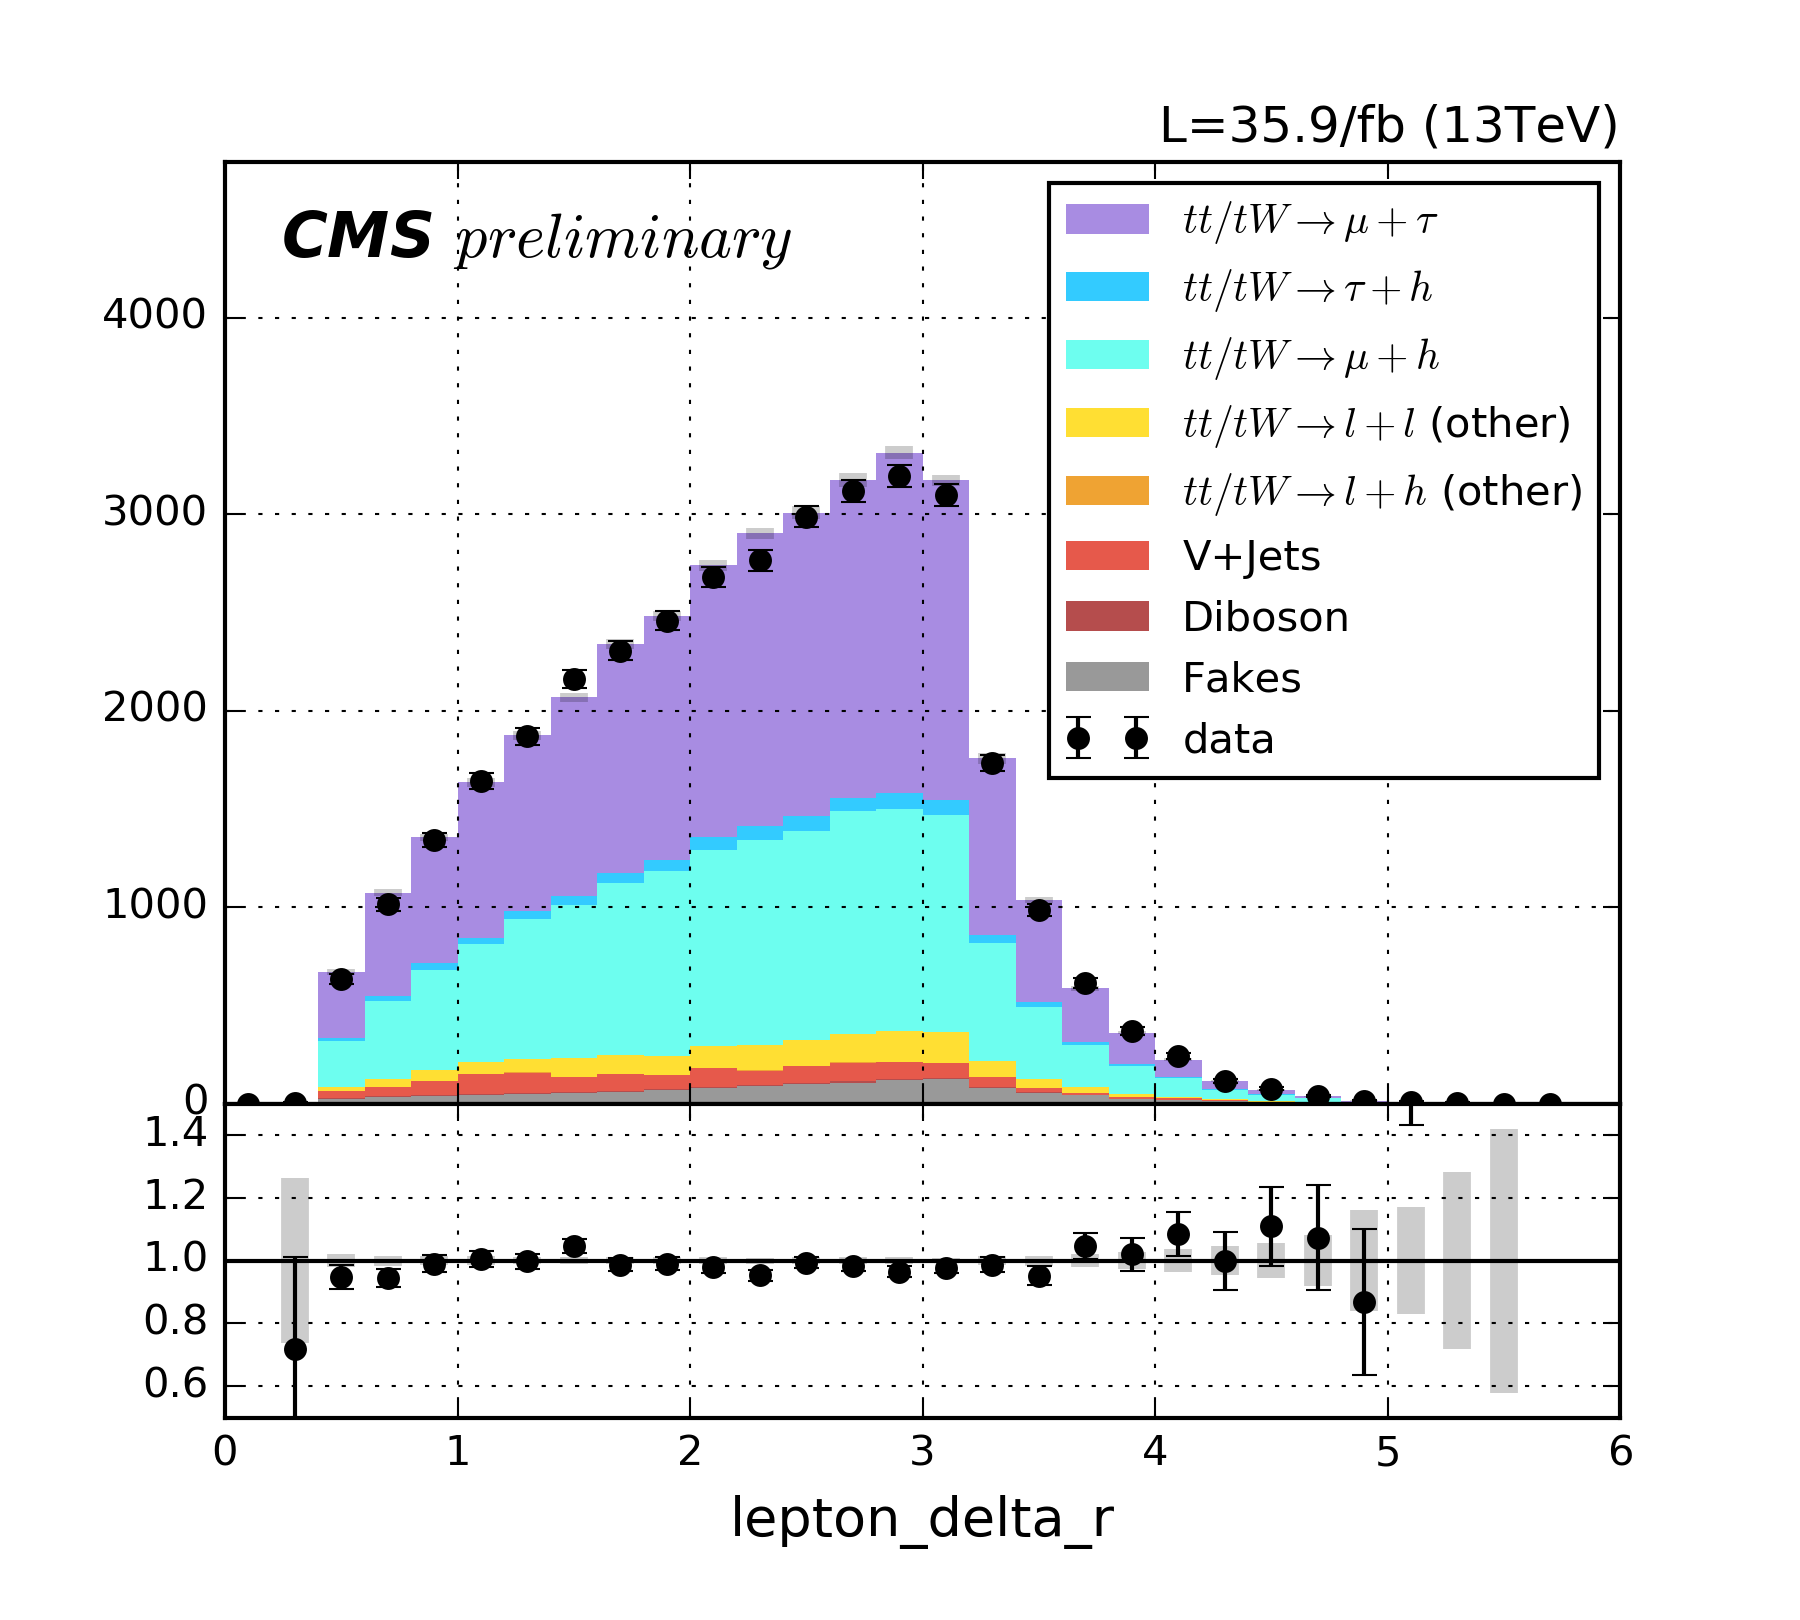 L=35.9/fb (13TeV)
CMS preliminary
tt/tW→μ+τ
tt/tW→τ+h
tt/tW→μ+h
tt/tW→l+l (other)
tt/tW→l+h (other)
V+Jets
Diboson
Fakes
data
4000
3000
2000
1000
0
1.4
1.2
1.0
0.8
0.6
0 1 2 3 4 5 6
lepton_delta_r